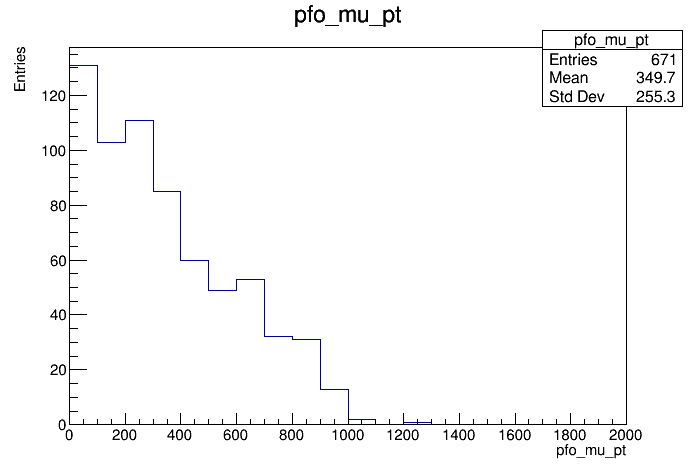 pfo_mu_pt
pfo_mu_pt
Entries 671
Mean 349.7
Std Dev 255.3
Entries
120
100
80
60
40
20
0
0 200 400 600 800 1000 1200 1400 1600 1800 2000
pfo_mu_pt